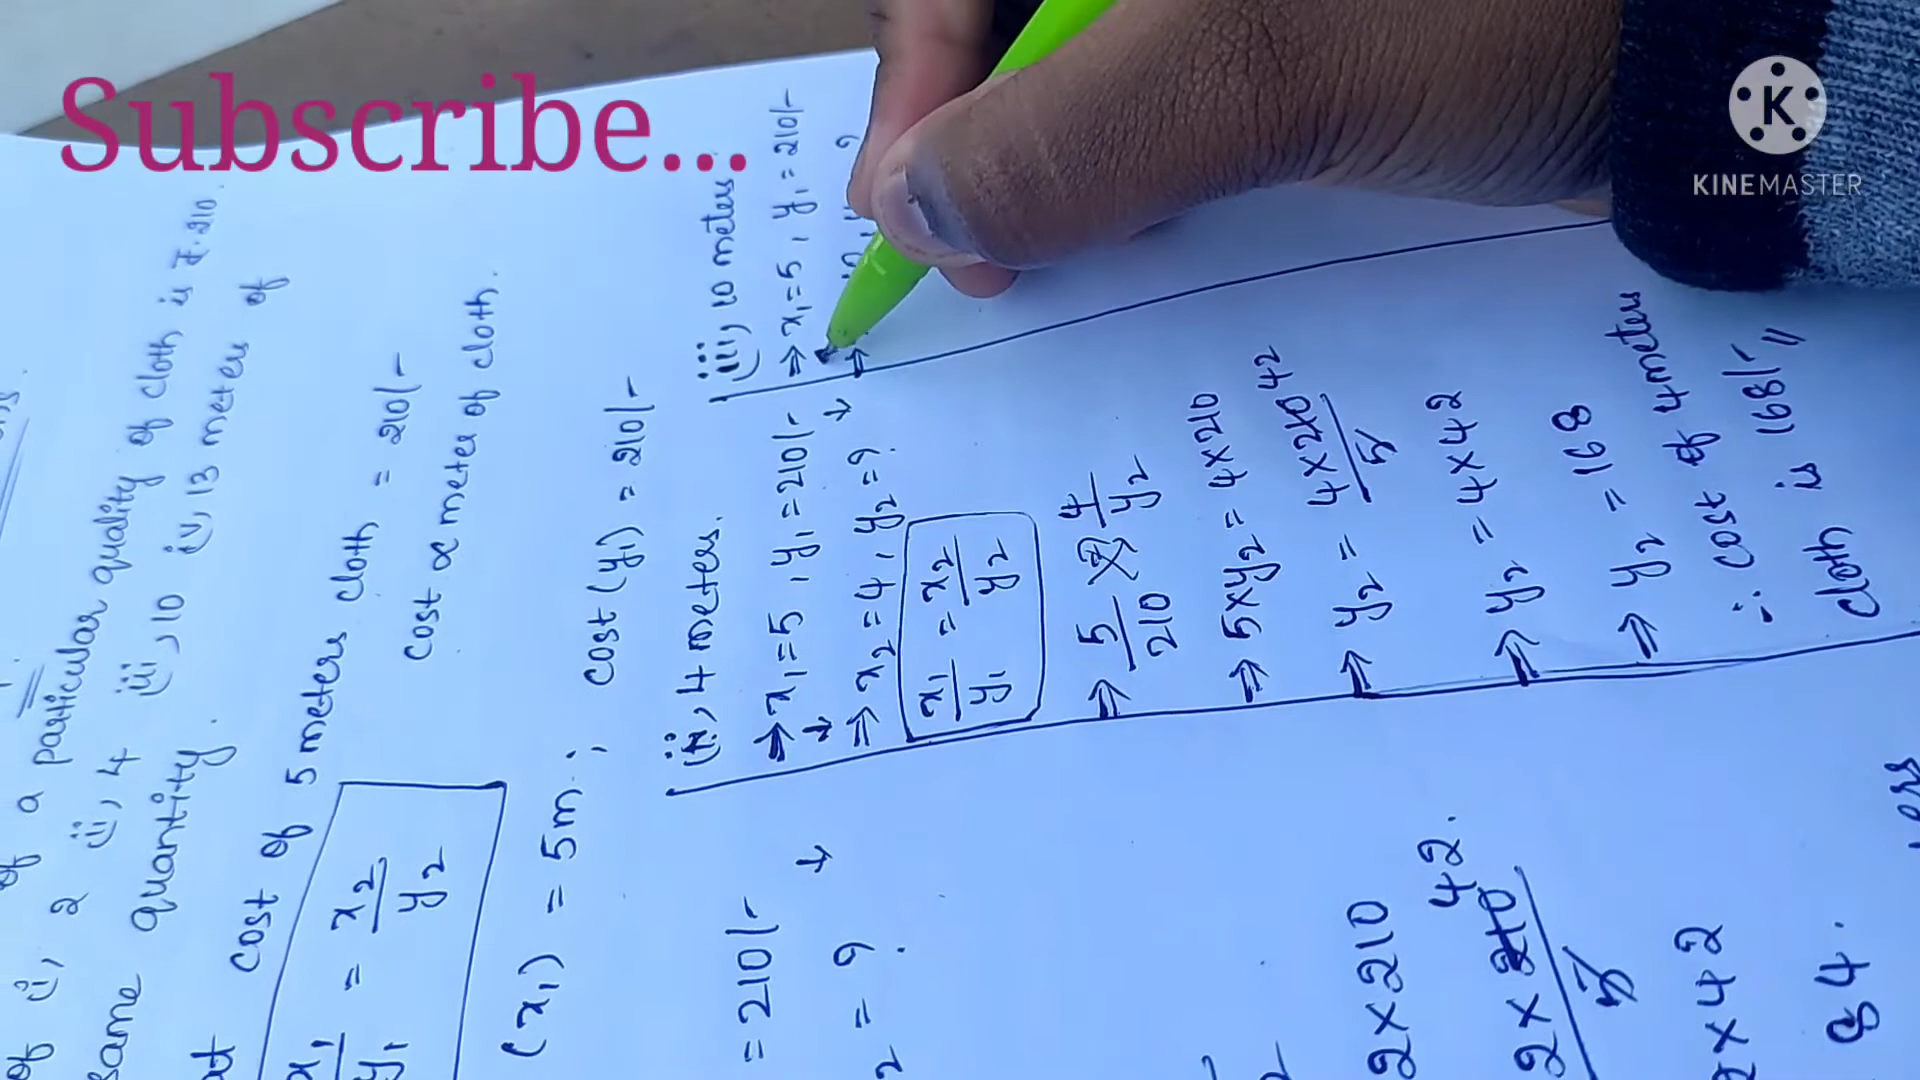 Subscribe...
KINEMASTER
of a particular quality of cloth is ₹.210.
of (i), 2 (ii), 4 (iii), 10 (iv), 13 meters of
same quantity.
cost of 5 meters cloth = 210/-
cost ∝ meter of cloth.
x₁/y₁ = x₂/y₂
(x₁) = 5m ; cost (y₁) = 210/-
= 210/-
₂ = ?
2×210
2×210 42
5
×42
84.
(ii), 4 meters.
⇒ x₁ = 5, y₁ = 210/-
⇒ x₂ = 4, y₂ = ?
x₁/y₁ = x₂/y₂
⇒ 5/210 = 4/y₂
⇒ 5×y₂ = 4×210
⇒ y₂ = 4×210/5 42
⇒ y₂ = 4×42
⇒ y₂ = 168
∴ cost of 4 meters
cloth is 168/-
(iii), 10 meters
⇒ x₁ = 5, y₁ = 210/-
⇒ ?